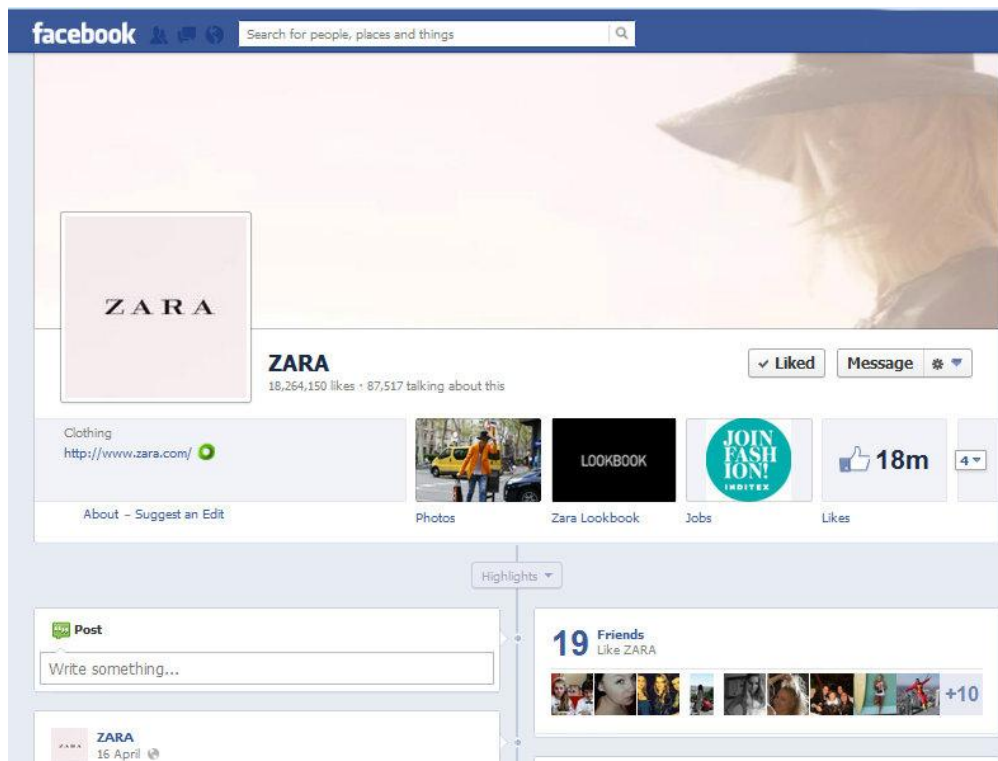 facebook
Search for people, places and things
ZARA
ZARA
18,264,150 likes · 87,517 talking about this
✓ Liked
Message
Clothing
http://www.zara.com/
About – Suggest an Edit
LOOKBOOK
JOIN
FASH
ION!
INDITEX
18m
4
Photos
Zara Lookbook
Jobs
Likes
Highlights
Post
Write something...
19
Friends
Like ZARA
+10
ZARA
ZARA
16 April